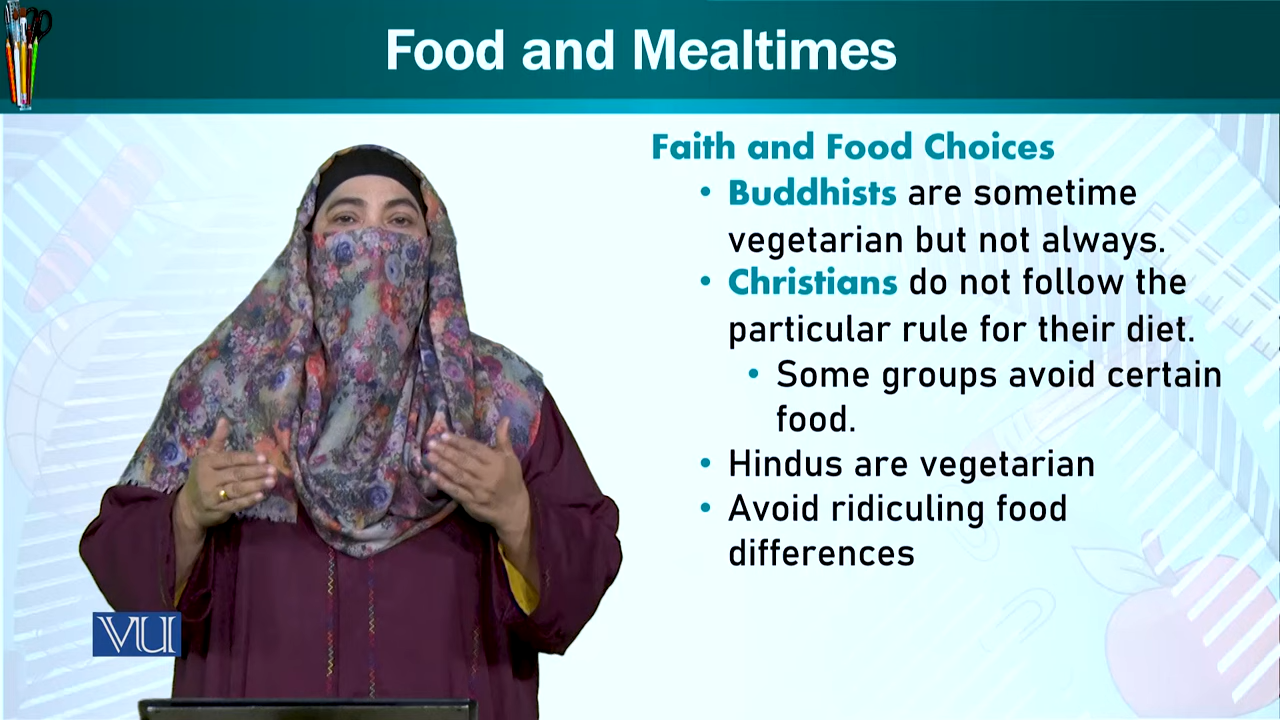 Food and Mealtimes
Faith and Food Choices
• Buddhists are sometime
vegetarian but not always.
• Christians do not follow the
particular rule for their diet.
• Some groups avoid certain
food.
• Hindus are vegetarian
• Avoid ridiculing food
differences
VU